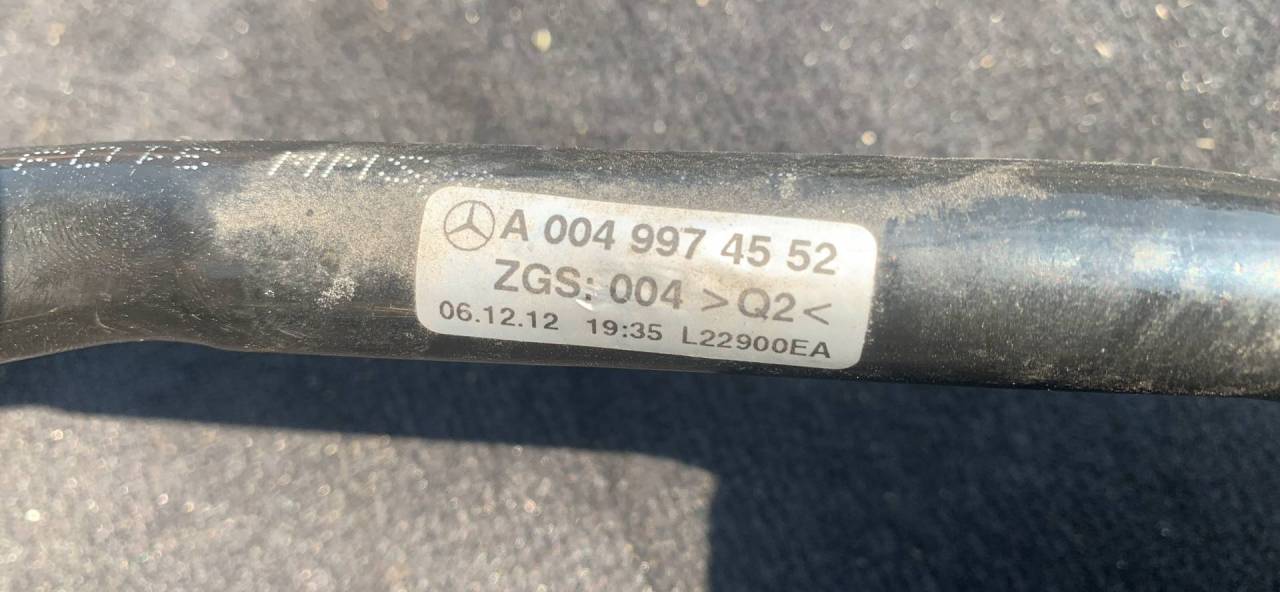 A 004 997 45 52
ZGS: 004 >Q2<
06.12.12 19:35 L22900EA